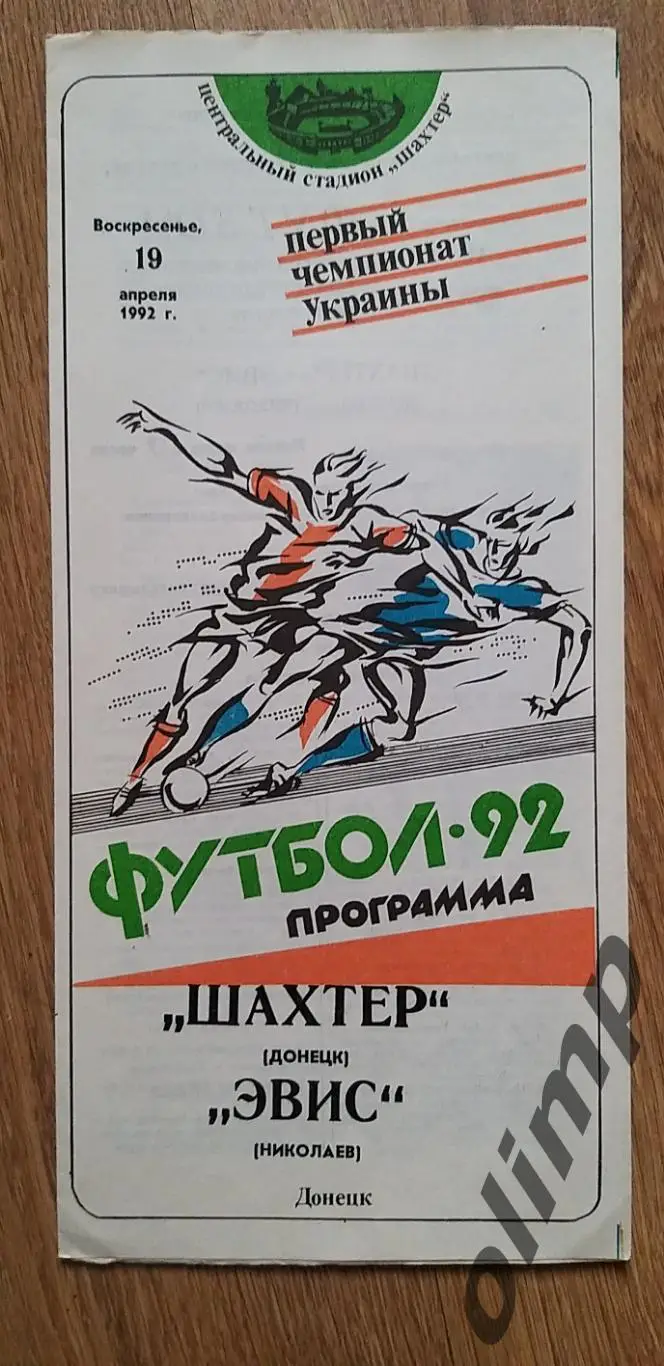 центральный стадион „шахтер“
Воскресенье,
19
апреля
1992 г.
первый
чемпионат
Украины
ФУТБОЛ·92
ПРОГРАММА
„ШАХТЕР“
(ДОНЕЦК)
„ЭВИС“
(НИКОЛАЕВ)
Донецк
olimp